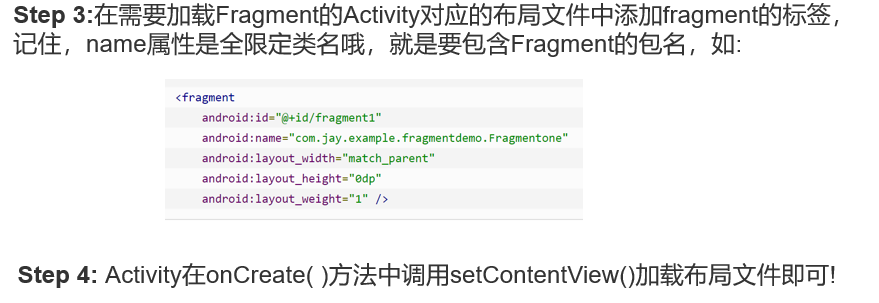 Step 3:在需要加载Fragment的Activity对应的布局文件中添加fragment的标签，
记住，name属性是全限定类名哦，就是要包含Fragment的包名，如:
<fragment
android:id="@+id/fragment1"
android:name="com.jay.example.fragmentdemo.Fragmentone"
android:layout_width="match_parent"
android:layout_height="0dp"
android:layout_weight="1" />
Step 4: Activity在onCreate( )方法中调用setContentView()加载布局文件即可!